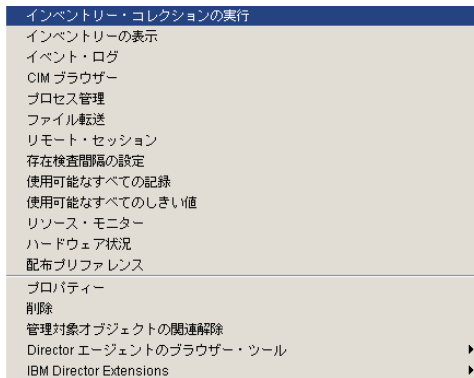 インベントリー・コレクションの実行
インベントリーの表示
イベント・ログ
CIM ブラウザー
プロセス管理
ファイル転送
リモート・セッション
存在検査間隔の設定
使用可能なすべての記録
使用可能なすべてのしきい値
リソース・モニター
ハードウェア状況
配布プリファレンス
プロパティー
削除
管理対象オブジェクトの関連解除
Director エージェントのブラウザー・ツール
IBM Director Extensions